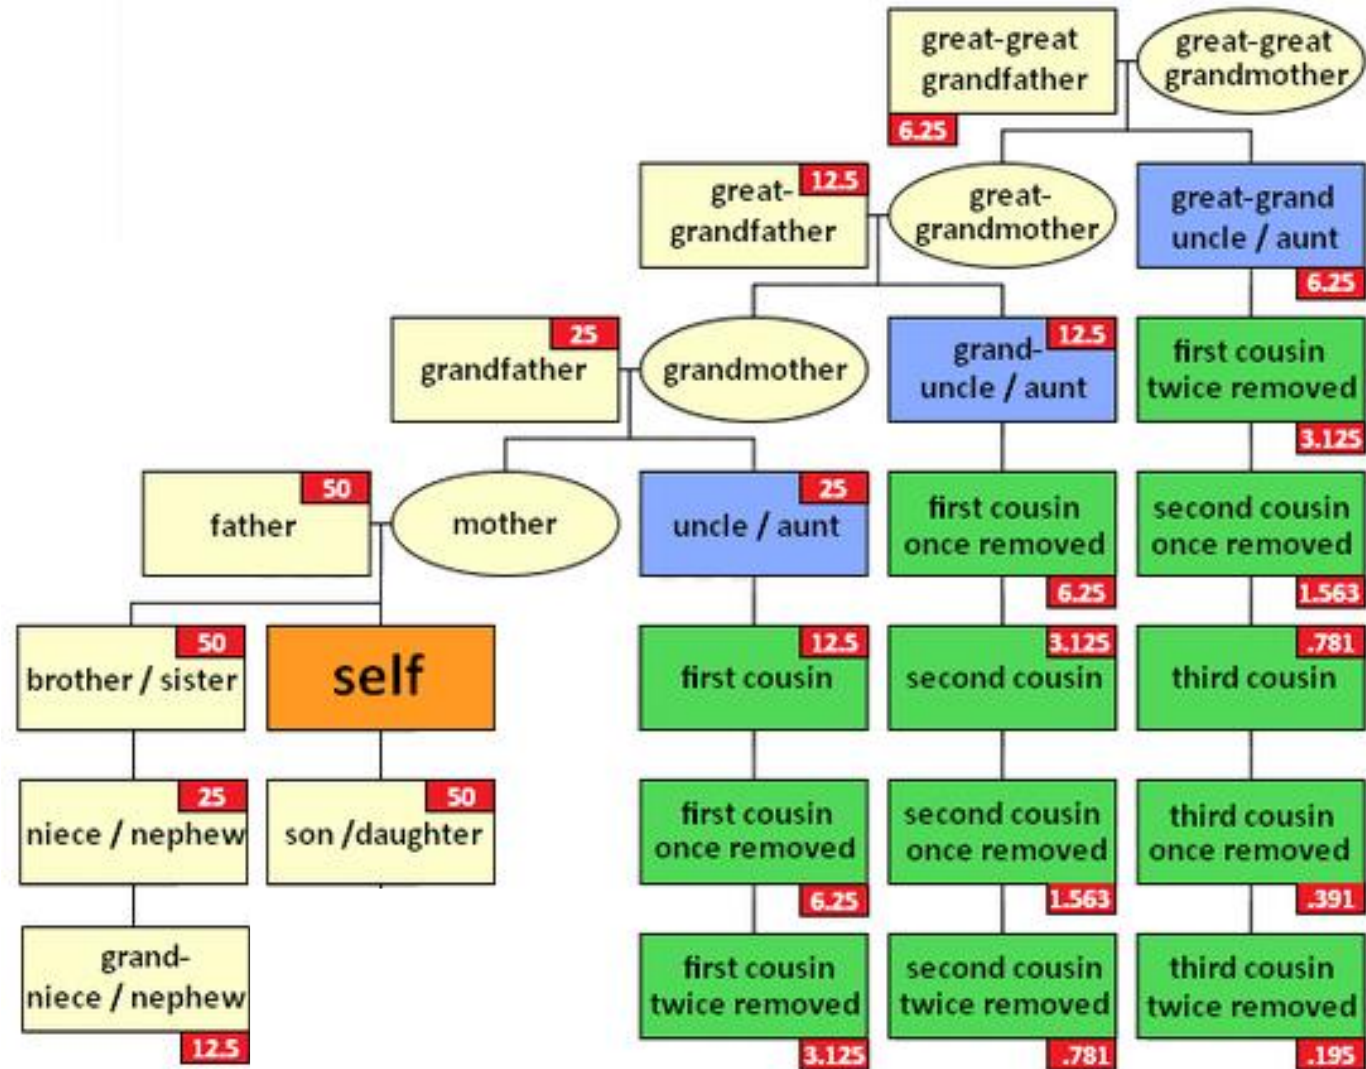 great-great
grandfather
6.25
great-great
grandmother
great-
grandfather
12.5
great-
grandmother
great-grand
uncle / aunt
6.25
grandfather
25
grandmother
grand-
uncle / aunt
12.5
first cousin
twice removed
3.125
father
50
mother
uncle / aunt
25
first cousin
once removed
6.25
second cousin
once removed
1.563
brother / sister
50
self
first cousin
12.5
second cousin
3.125
third cousin
.781
niece / nephew
25
son /daughter
50
first cousin
once removed
6.25
second cousin
once removed
1.563
third cousin
once removed
.391
grand-
niece / nephew
12.5
first cousin
twice removed
3.125
second cousin
twice removed
.781
third cousin
twice removed
.195